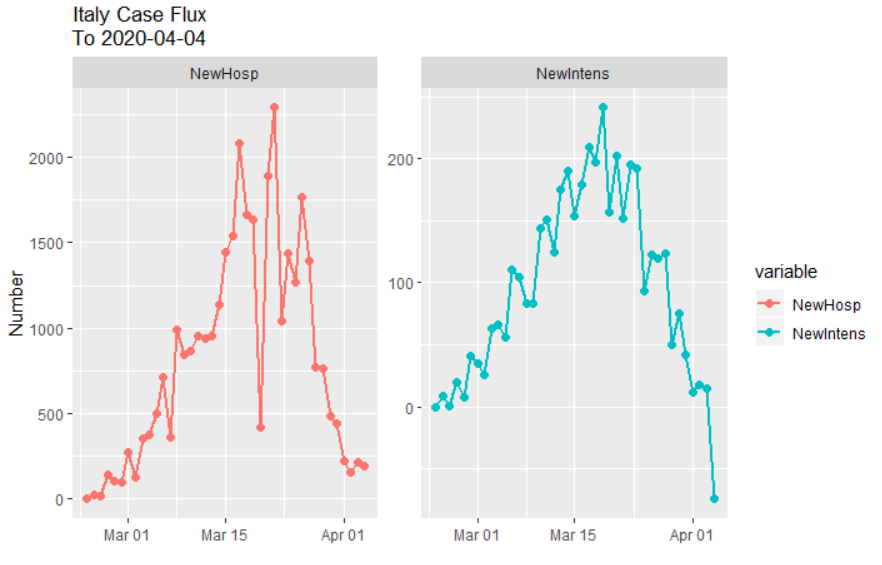 Italy Case Flux
To 2020-04-04
NewHosp
NewIntens
Number
2000
1500
1000
500
0
200
100
0
Mar 01
Mar 15
Apr 01
Mar 01
Mar 15
Apr 01
variable
NewHosp
NewIntens